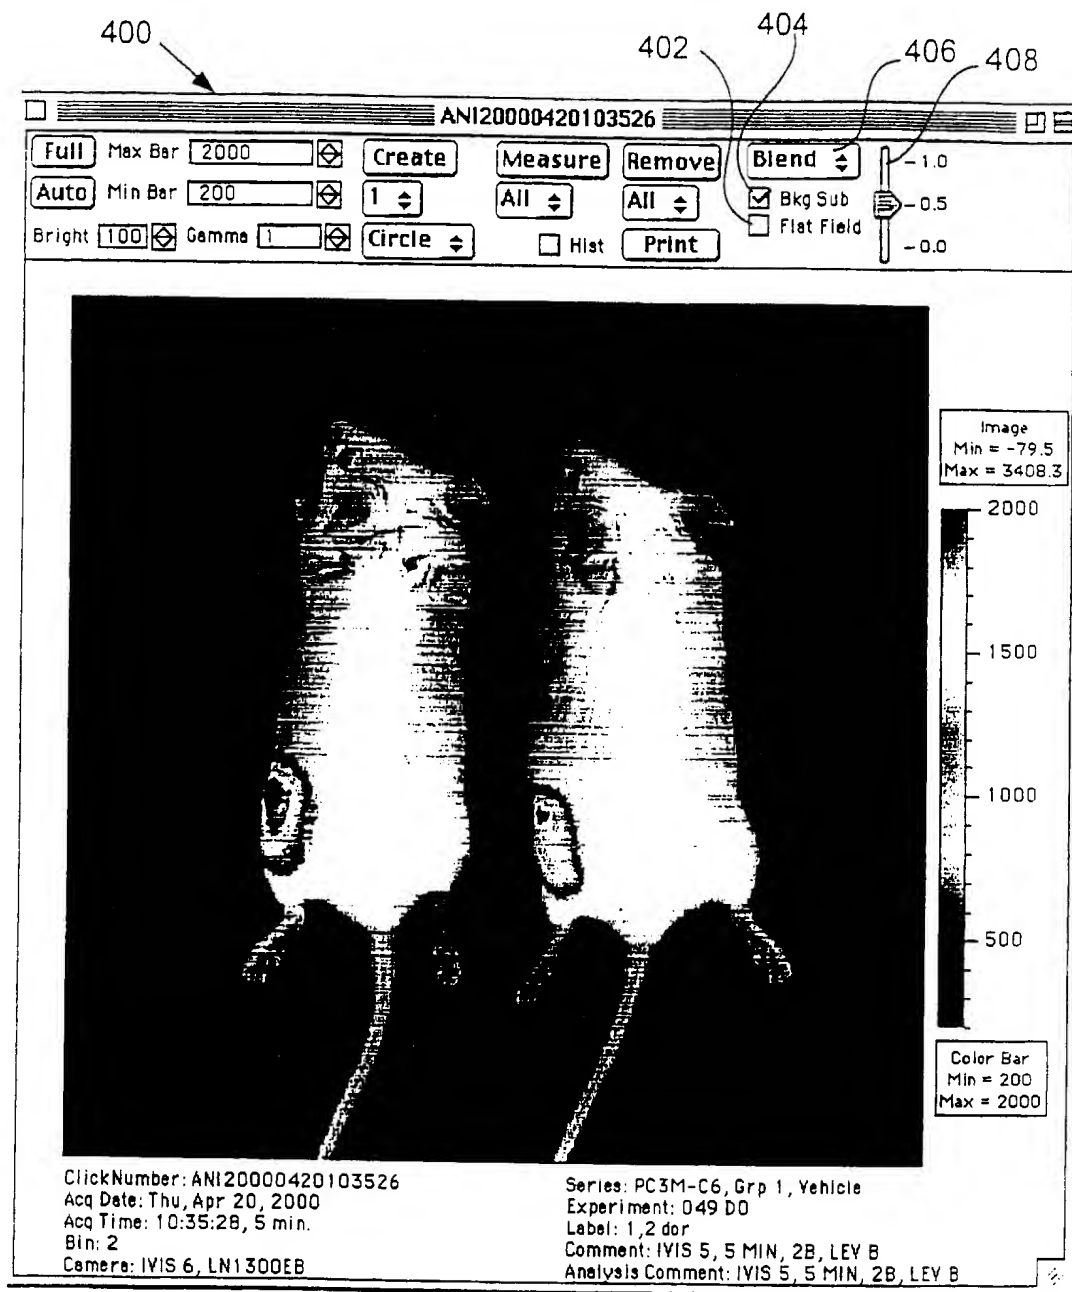 400
402
404
406
408
ANI20000420103526
Full Max Bar 2000 Create Measure Remove Blend
Auto Min Bar 200 1 All All Bkg Sub
Flat Field
Bright 100 Gamma 1 Circle Hist Print
1.0
0.5
0.0
Image
Min = -79.5
Max = 3408.3
2000
1500
1000
500
Color Bar
Min = 200
Max = 2000
ClickNumber: ANI20000420103526
Acq Date: Thu, Apr 20, 2000
Acq Time: 10:35:28, 5 min.
Bin: 2
Camera: IVIS 6, LN1300EB
Series: PC3M-C6, Grp 1, Vehicle
Experiment: 049 D0
Label: 1,2 dor
Comment: IVIS 5, 5 MIN, 2B, LEV B
Analysis Comment: IVIS 5, 5 MIN, 2B, LEV B